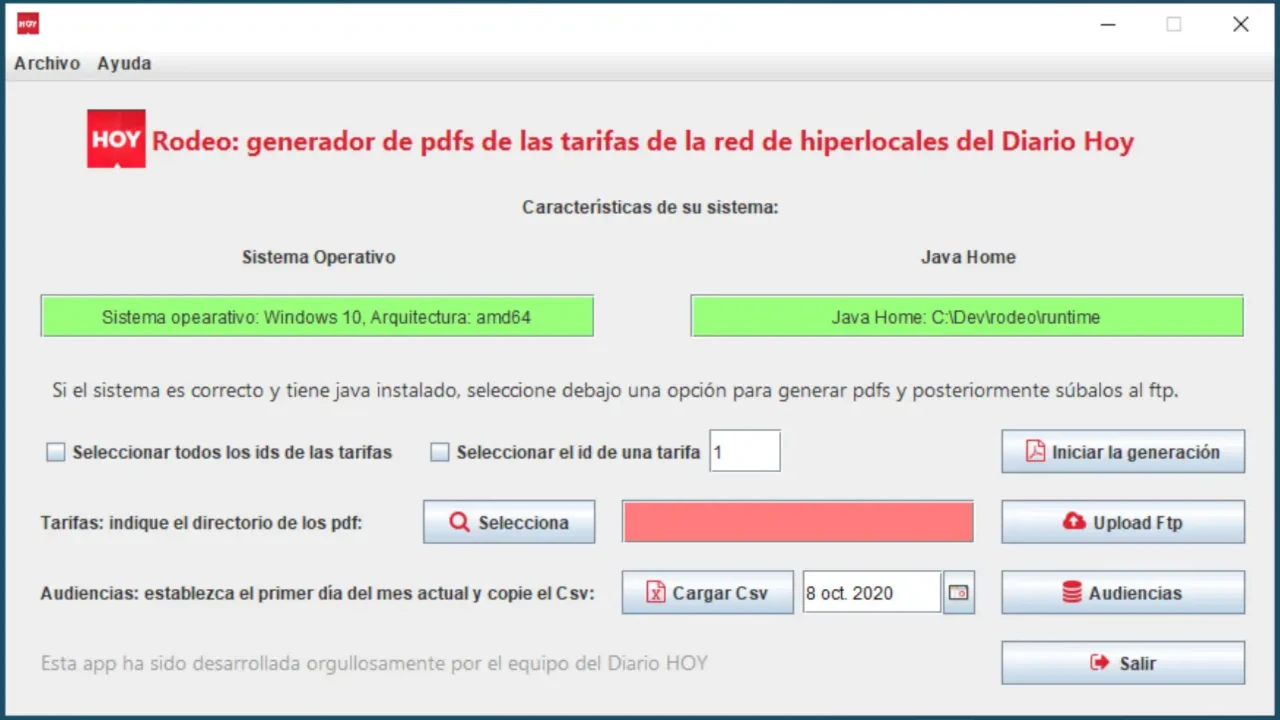 HOY
Archivo Ayuda
HOY Rodeo: generador de pdfs de las tarifas de la red de hiperlocales del Diario Hoy
Características de su sistema:
Sistema Operativo Java Home
Sistema opearativo: Windows 10, Arquitectura: amd64 Java Home: C:\Dev\rodeo\runtime
Si el sistema es correcto y tiene java instalado, seleccione debajo una opción para generar pdfs y posteriormente súbalos al ftp.
Seleccionar todos los ids de las tarifas Seleccionar el id de una tarifa 1 Iniciar la generación
Tarifas: indique el directorio de los pdf: Selecciona Upload Ftp
Audiencias: establezca el primer día del mes actual y copie el Csv: Cargar Csv 8 oct. 2020 Audiencias
Esta app ha sido desarrollada orgullosamente por el equipo del Diario HOY Salir